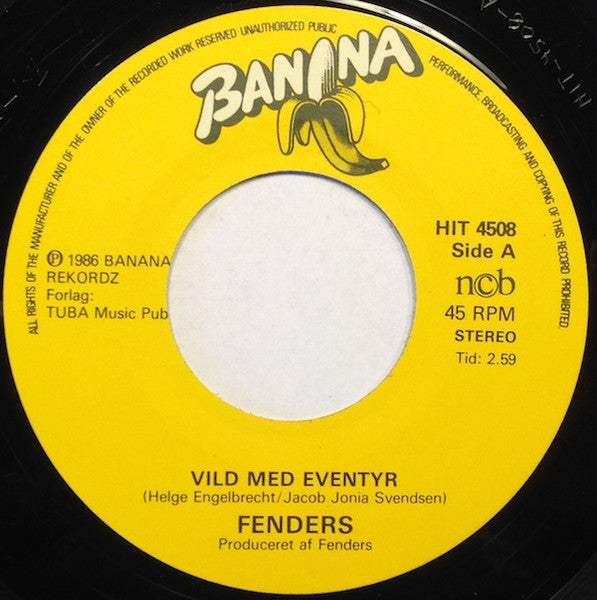 ALL RIGHTS OF THE MANUFACTURER AND OF THE OWNER OF THE RECORDED WORK RESERVED UNAUTHORIZED PUBLIC
PERFORMANCE BROADCASTING AND COPYING OF THIS RECORD PROHIBITED
BANANA
HIT 4508
Side A
ncb
45 RPM
STEREO
Tid: 2.59
℗ 1986 BANANA
REKORDZ
Forlag:
TUBA Music Pub
VILD MED EVENTYR
(Helge Engelbrecht/Jacob Jonia Svendsen)
FENDERS
Produceret af Fenders
HIT-4508-A